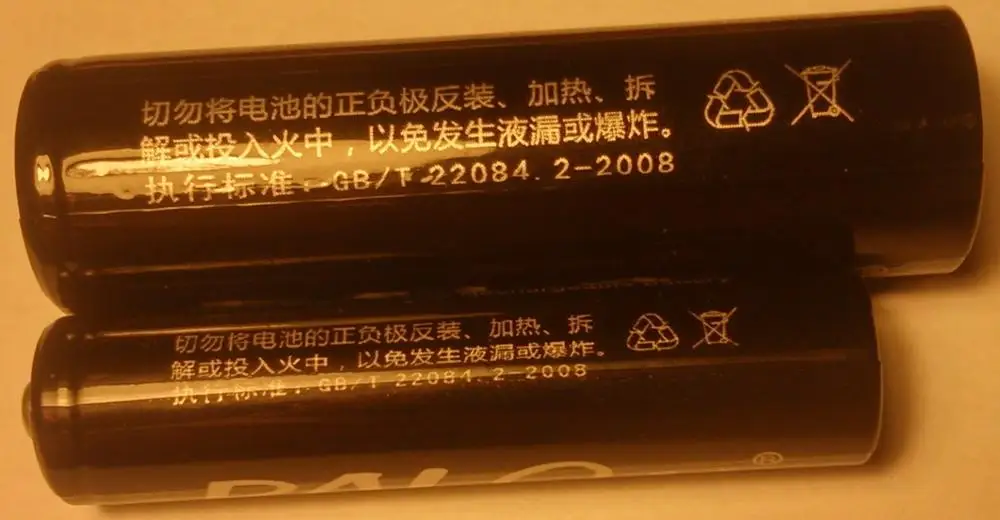 切勿将电池的正负极反装、加热、拆
解或投入火中，以免发生液漏或爆炸。
执行标准：GB/T 22084.2-2008
切勿将电池的正负极反装、加热、拆
解或投入火中，以免发生液漏或爆炸。
执行标准：GB/T 22084.2-2008
PALO
®